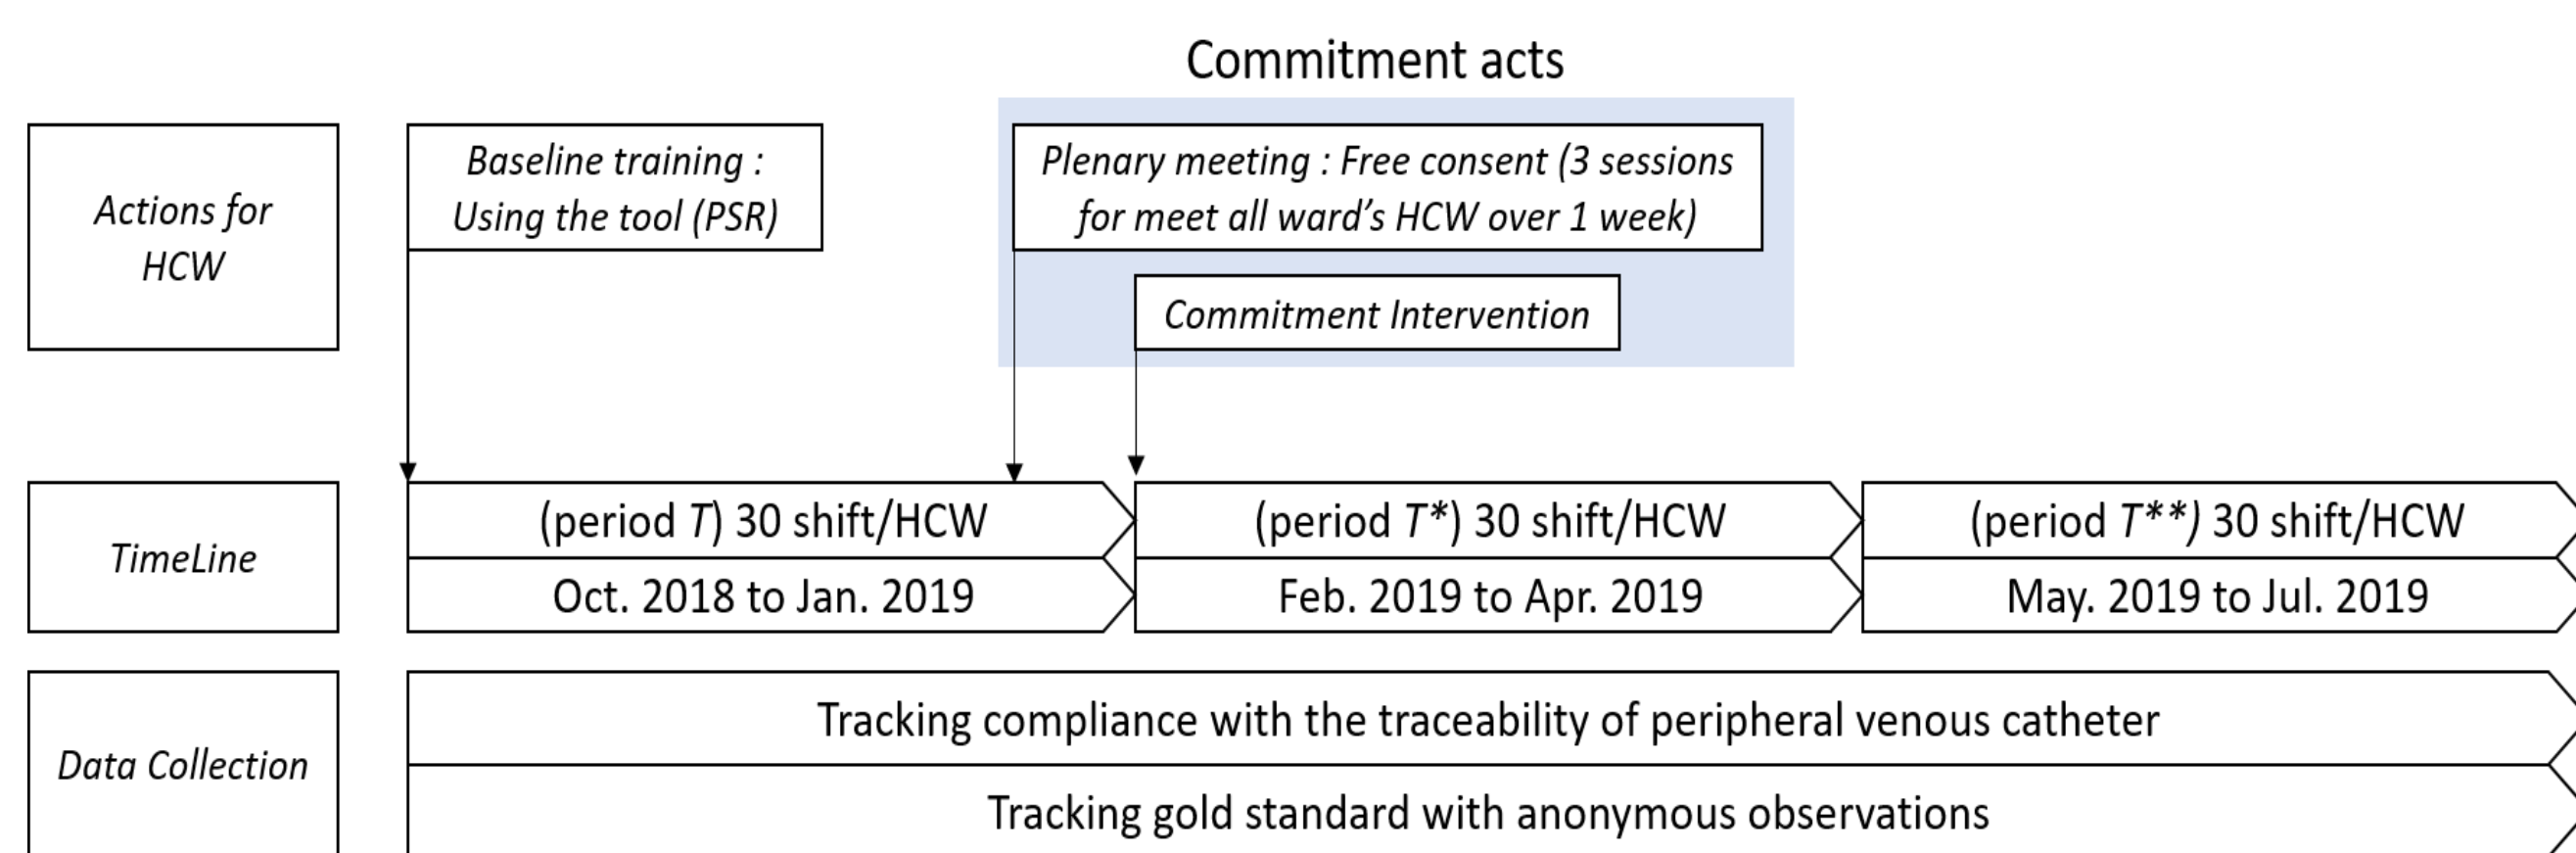 Commitment acts
Actions for
HCW
Baseline training :
Using the tool (PSR)
Plenary meeting : Free consent (3 sessions
for meet all ward’s HCW over 1 week)
Commitment Intervention
TimeLine
(period T) 30 shift/HCW
(period T*) 30 shift/HCW
(period T**) 30 shift/HCW
Oct. 2018 to Jan. 2019
Feb. 2019 to Apr. 2019
May. 2019 to Jul. 2019
Data Collection
Tracking compliance with the traceability of peripheral venous catheter
Tracking gold standard with anonymous observations